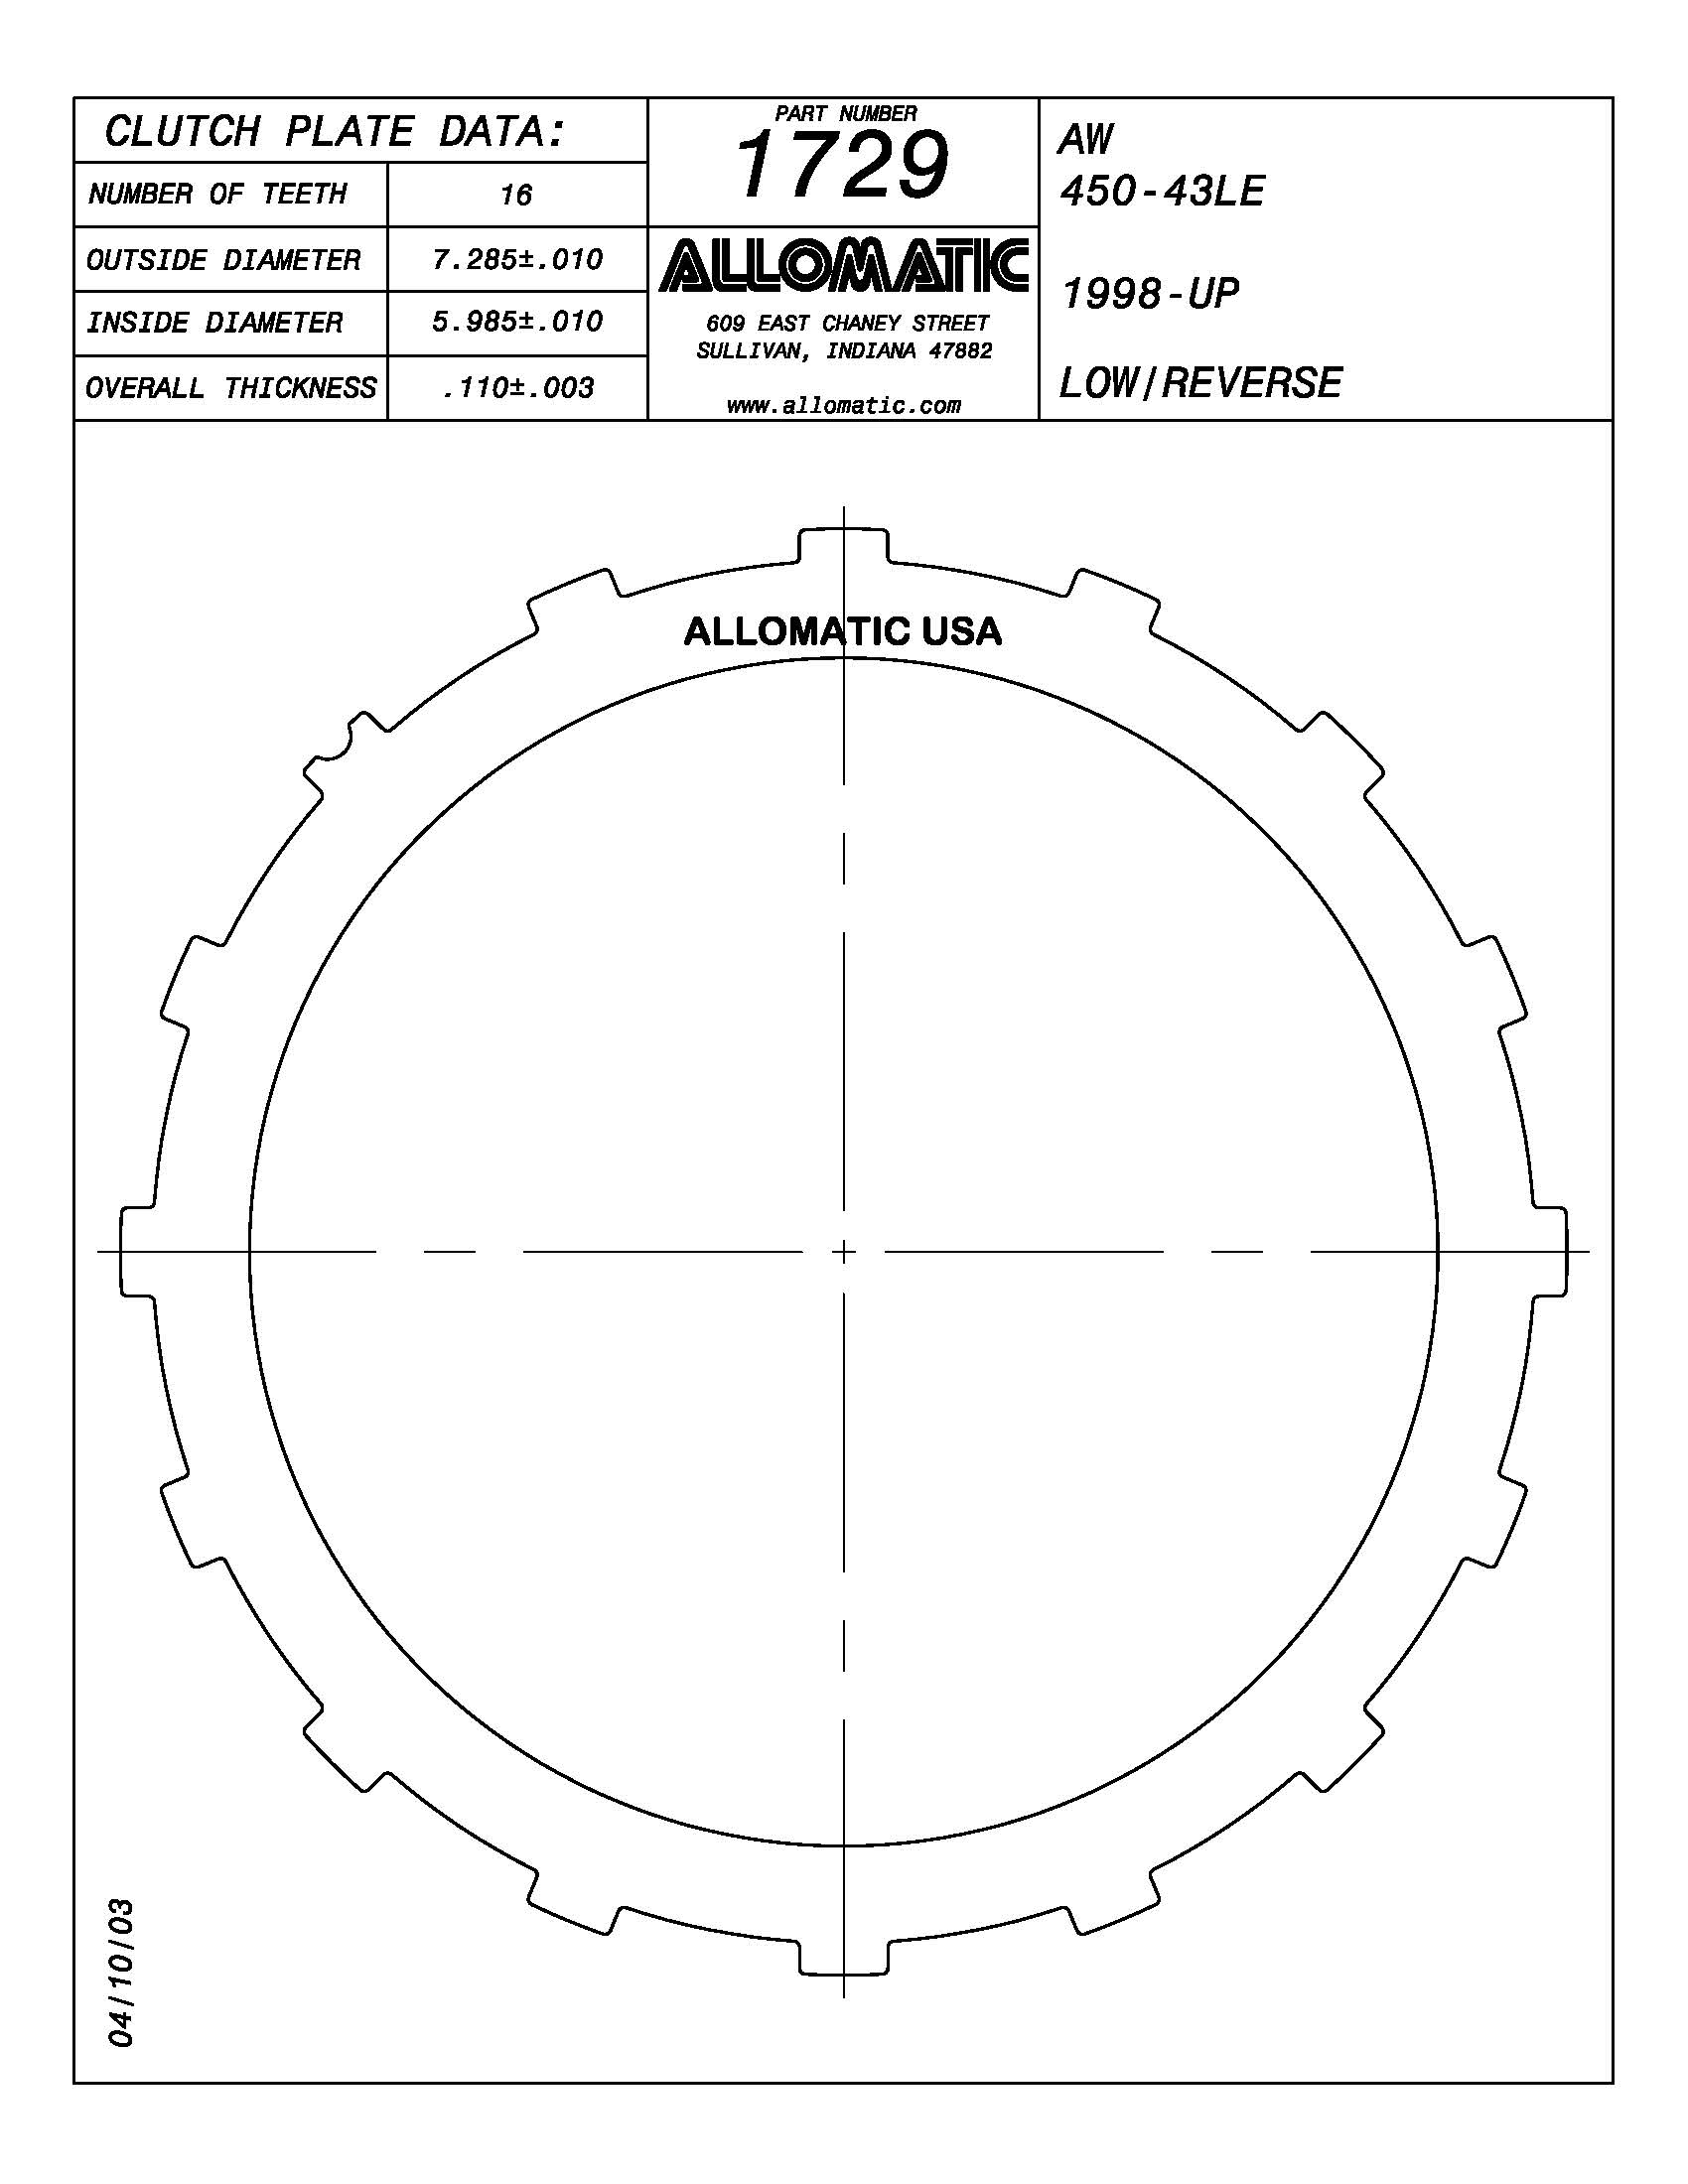 CLUTCH PLATE DATA:
NUMBER OF TEETH 16
OUTSIDE DIAMETER 7.285±.010
INSIDE DIAMETER 5.985±.010
OVERALL THICKNESS .110±.003
PART NUMBER
1729
ALLOMATIC
609 EAST CHANEY STREET
SULLIVAN, INDIANA 47882
www.allomatic.com
AW
450-43LE
1998-UP
LOW/REVERSE
ALLOMATIC USA
04/10/03